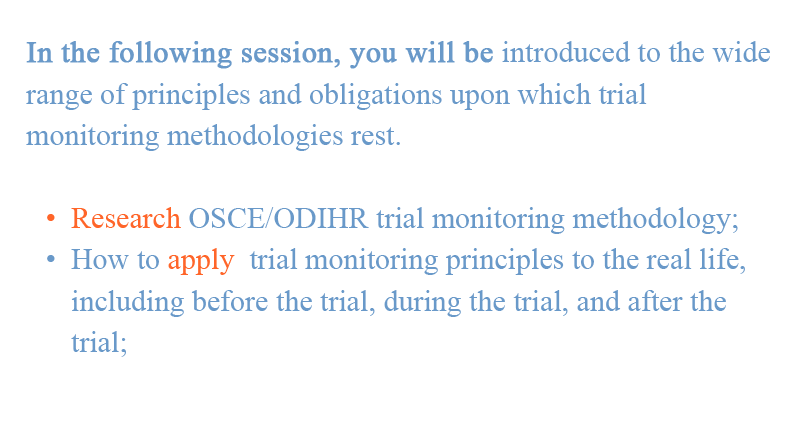 In the following session, you will be introduced to the wide
range of principles and obligations upon which trial
monitoring methodologies rest.
• Research OSCE/ODIHR trial monitoring methodology;
• How to apply  trial monitoring principles to the real life,
including before the trial, during the trial, and after the
trial;